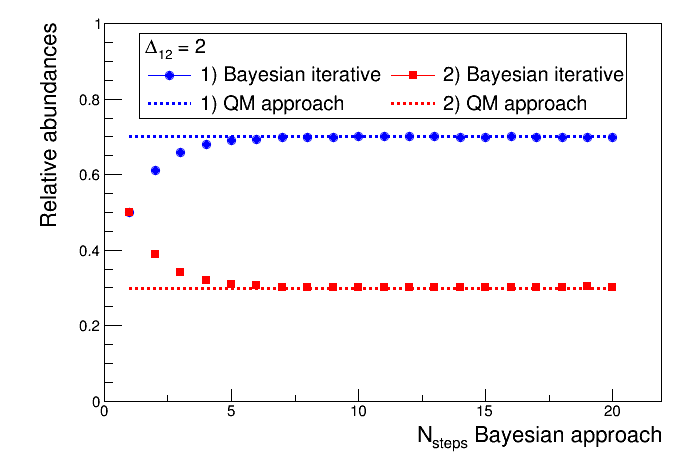 Relative abundances
1
0.8
0.6
0.4
0.2
0
Δ₁₂ = 2
1) Bayesian iterative 2) Bayesian iterative
1) QM approach 2) QM approach
0 5 10 15 20
Nsteps Bayesian approach